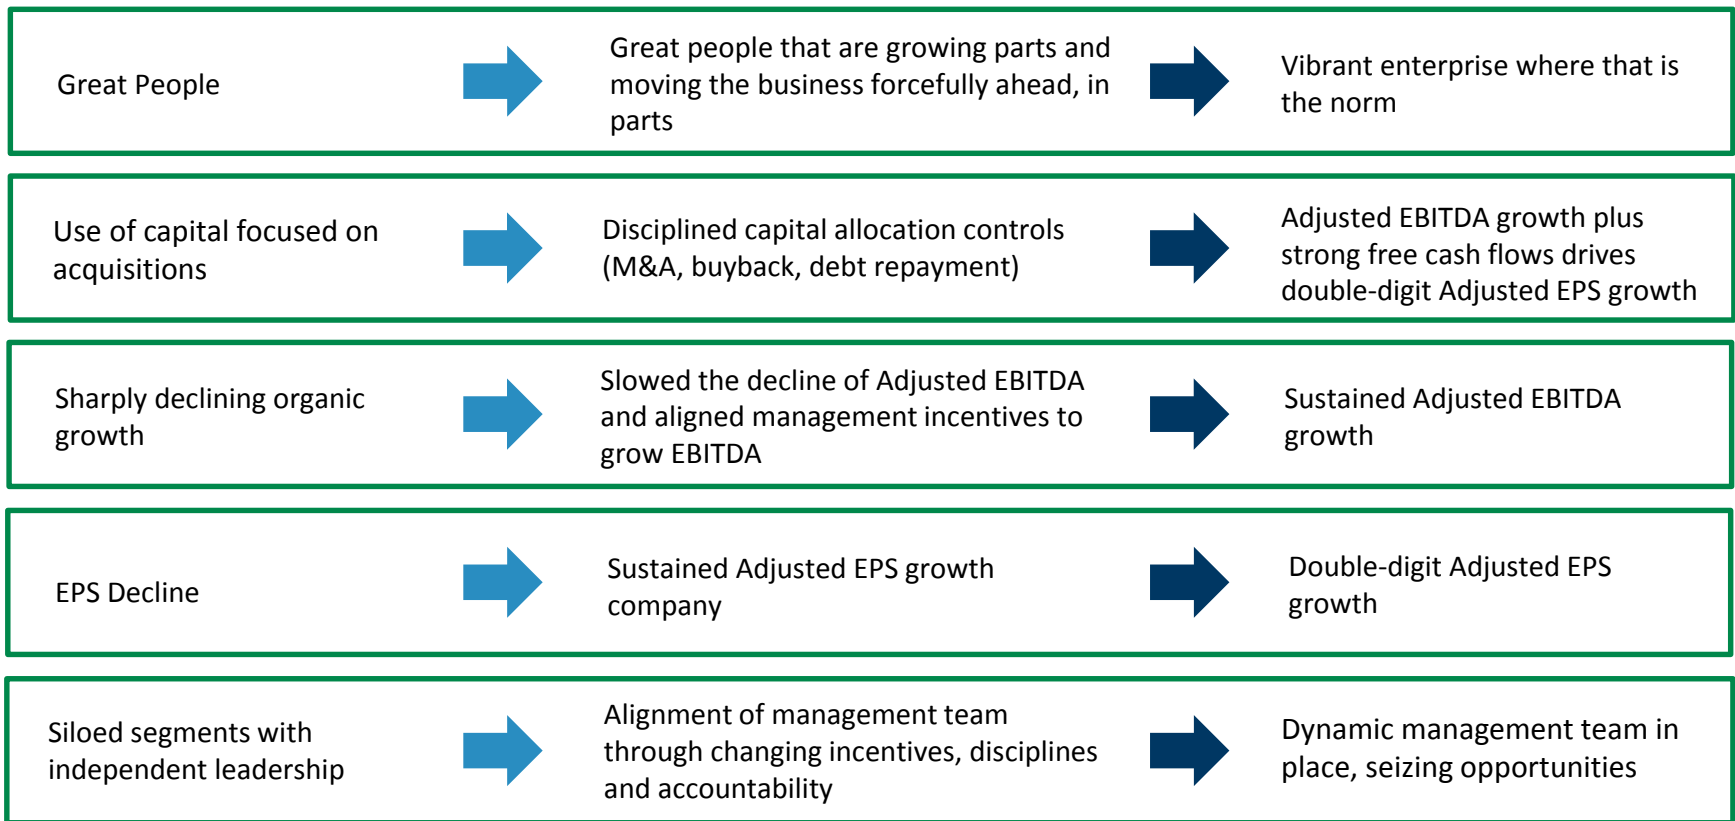 Great People
Great people that are growing parts and
moving the business forcefully ahead, in
parts
Vibrant enterprise where that is
the norm
Use of capital focused on
acquisitions
Disciplined capital allocation controls
(M&A, buyback, debt repayment)
Adjusted EBITDA growth plus
strong free cash flows drives
double-digit Adjusted EPS growth
Sharply declining organic
growth
Slowed the decline of Adjusted EBITDA
and aligned management incentives to
grow EBITDA
Sustained Adjusted EBITDA
growth
EPS Decline
Sustained Adjusted EPS growth
company
Double-digit Adjusted EPS
growth
Siloed segments with
independent leadership
Alignment of management team
through changing incentives, disciplines
and accountability
Dynamic management team in
place, seizing opportunities